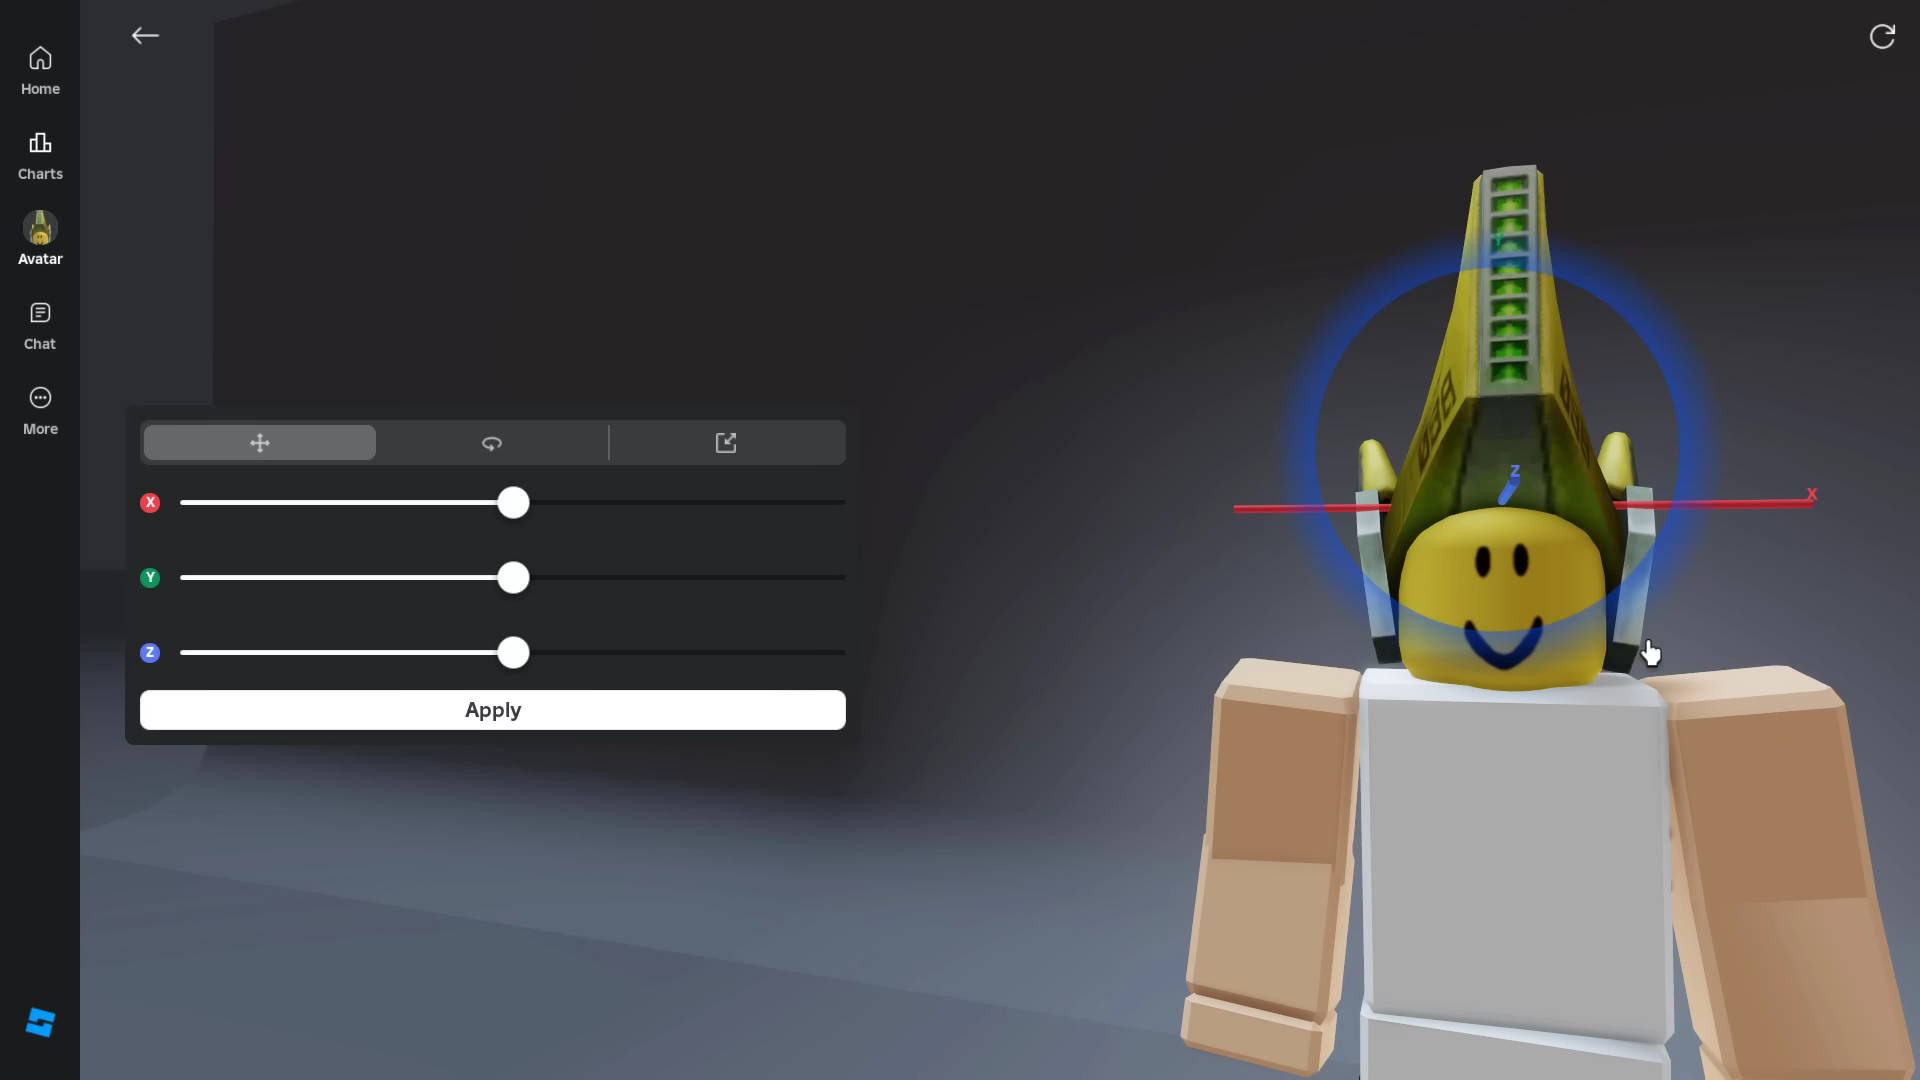 Home
Charts
Avatar
Chat
More
X
Y
Z
Apply
Y
Z
X